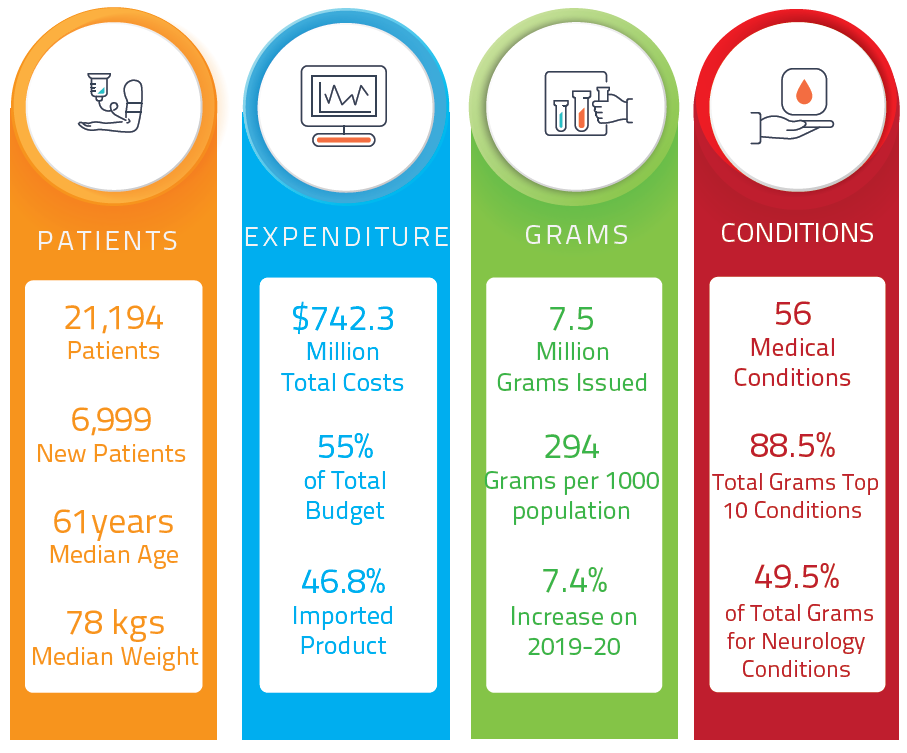 PATIENTS
21,194
Patients
6,999
New Patients
61years
Median Age
78 kgs
Median Weight
EXPENDITURE
$742.3
Million
Total Costs
55%
of Total
Budget
46.8%
Imported
Product
GRAMS
7.5
Million
Grams Issued
294
Grams per 1000
population
7.4%
Increase on
2019-20
CONDITIONS
56
Medical
Conditions
88.5%
Total Grams Top
10 Conditions
49.5%
of Total Grams
for Neurology
Conditions